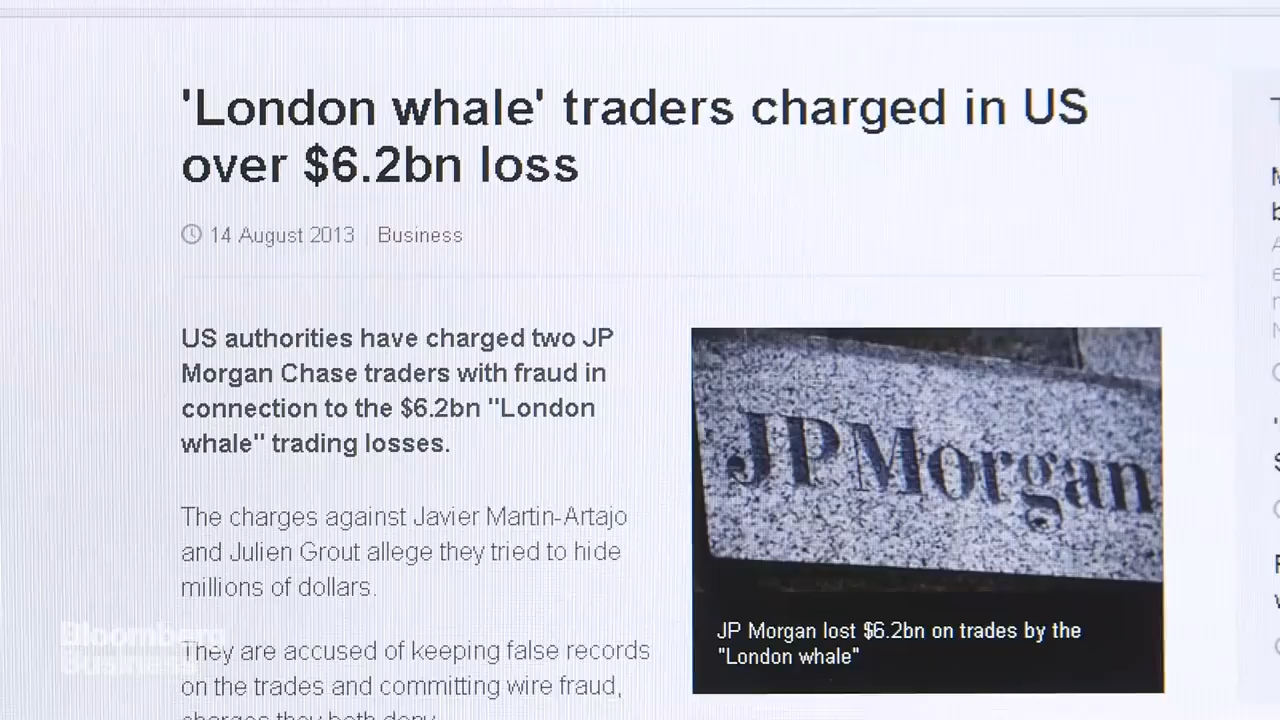 'London whale' traders charged in US
over $6.2bn loss
14 August 2013
Business
US authorities have charged two JP
Morgan Chase traders with fraud in
connection to the $6.2bn "London
whale" trading losses.
The charges against Javier Martin-Artajo
and Julien Grout allege they tried to hide
millions of dollars.
They are accused of keeping false records
on the trades and committing wire fraud,
charges they both deny.
JPMorgan
JP Morgan lost $6.2bn on trades by the
"London whale"
Bloomberg
Business